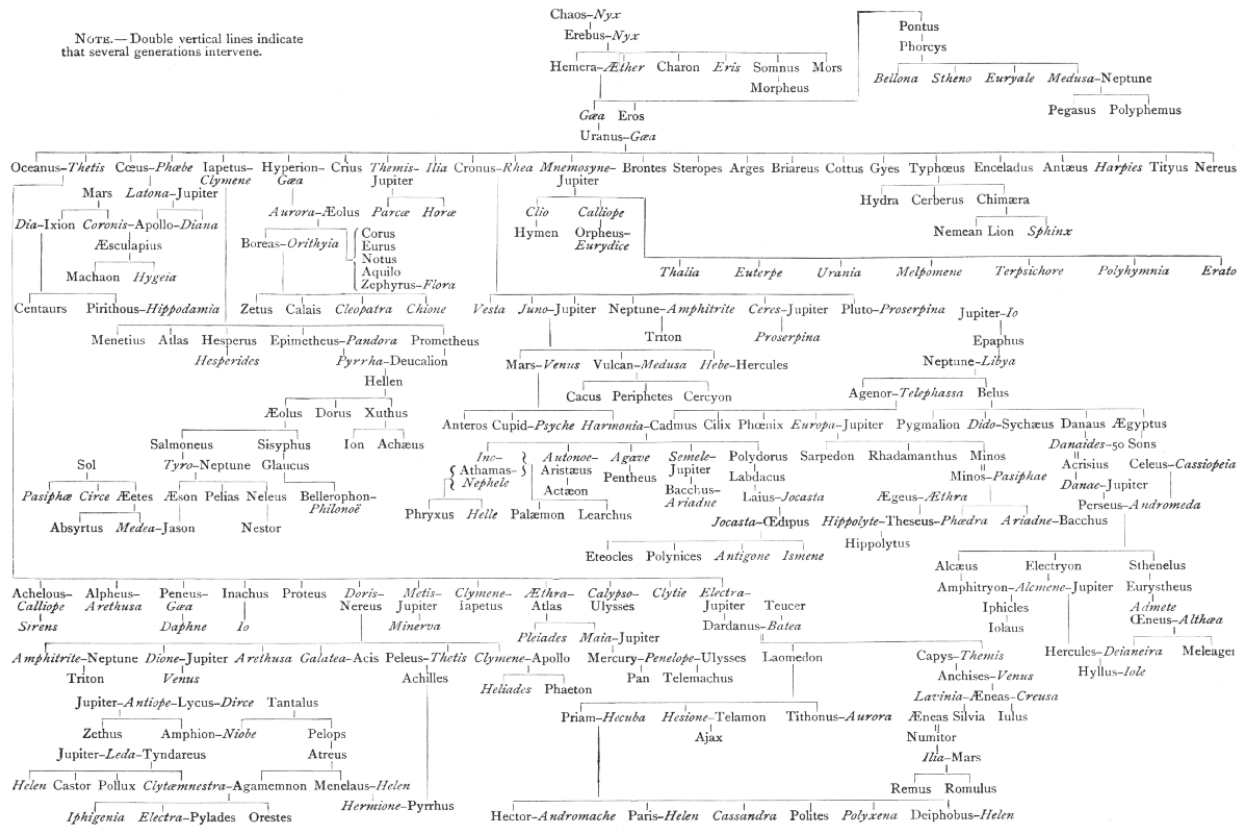 Chaos–Nyx
NOTE.— Double vertical lines indicate
that several generations intervene.
Erebus–Nyx
Pontus
Phorcys
Hemera–Æther Charon Eris Somnus Mors
Morpheus
Bellona Stheno Euryale Medusa–Neptune
Pegasus Polyphemus
Gæa Eros
Uranus–Gæa
Oceanus–Thetis Cœus–Phœbe Iapetus– Hyperion– Crius Themis– Ilia Cronus–Rhea Mnemosyne– Brontes Steropes Arges Briareus Cottus Gyes Typhœus Enceladus Antæus Harpies Tityus Nereus
Clymene Gæa Jupiter Jupiter
Mars Latona–Jupiter
Hydra Cerberus Chimæra
Aurora–Æolus Parcæ Horæ Clio Calliope
Dia–Ixion Coronis–Apollo–Diana
Hymen Orpheus–
Eurydice
Nemean Lion Sphinx
Boreas–Orithyia
Corus
Eurus
Notus
Aquilo
Zephyrus–Flora
Æsculapius
Machaon Hygeia
Thalia Euterpe Urania Melpomene Terpsichore Polyhymnia Erato
Centaurs Pirithous–Hippodamia Zetus Calais Cleopatra Chione Vesta Juno–Jupiter Neptune–Amphitrite Ceres–Jupiter Pluto–Proserpina
Jupiter–Io
Triton Proserpina
Epaphus
Menetius Atlas Hesperus Epimetheus–Pandora Prometheus
Hesperides Pyrrha–Deucalion
Mars–Venus Vulcan–Medusa Hebe–Hercules
Neptune–Libya
Hellen
Cacus Periphetes Cercyon
Agenor–Telephassa Belus
Æolus Dorus Xuthus
Anteros Cupid–Psyche Harmonia–Cadmus Cilix Phœnix Europa–Jupiter Pygmalion Dido–Sychæus Danaus Ægyptus
Salmoneus Sisyphus Ion Achæus
Danaides–50 Sons
Ino– Autonoe– Agave Semele– Polydorus Sarpedon Rhadamanthus Minos
Athamas– Aristæus Pentheus Jupiter Labdacus Minos–Pasiphae
Nephele Actæon Bacchus–
Ariadne
Acrisius Celeus–Cassiopeia
Danae–Jupiter
Sol Tyro–Neptune Glaucus
Pasiphæ Circe Æetes Æson Pelias Neleus Bellerophon–
Philonoë
Phryxus Helle Palæmon Learchus
Laius–Jocasta
Ægeus–Æthra
Perseus–Andromeda
Absyrtus Medea–Jason Nestor
Jocasta–Œdipus Hippolyte–Theseus–Phædra Ariadne–Bacchus
Hippolytus
Eteocles Polynices Antigone Ismene
Alcæus Electryon Sthenelus
Amphitryon–Alcmene–Jupiter Eurystheus
Iphicles Admete
Iolaus Œneus–Althæa
Achelous– Alpheus– Peneus– Inachus Proteus Doris– Metis– Clymene– Æthra– Calypso– Clytie Electra–
Calliope Arethusa Gæa Nereus Jupiter Iapetus Atlas Ulysses Jupiter Teucer
Sirens Daphne Io Minerva Dardanus–Batea
Pleiades Maia–Jupiter
Amphitrite–Neptune Dione–Jupiter Arethusa Galatea–Acis Peleus–Thetis Clymene–Apollo Mercury–Penelope–Ulysses Laomedon Capys–Themis Hercules–Deianeira Meleager
Triton Venus Achilles Pan Telemachus Anchises–Venus Hyllus–Iole
Heliades Phaeton
Lavinia–Æneas–Creusa
Jupiter–Antiope–Lycus–Dirce Tantalus
Priam–Hecuba Hesione–Telamon Tithonus–Aurora Æneas Silvia Iulus
Zethus Amphion–Niobe Pelops
Ajax Numitor
Jupiter–Leda–Tyndareus Atreus
Ilia–Mars
Helen Castor Pollux Clytæmnestra–Agamemnon Menelaus–Helen
Remus Romulus
Hermione–Pyrrhus
Iphigenia Electra–Pylades Orestes
Hector–Andromache Paris–Helen Cassandra Polites Polyxena Deiphobus–Helen